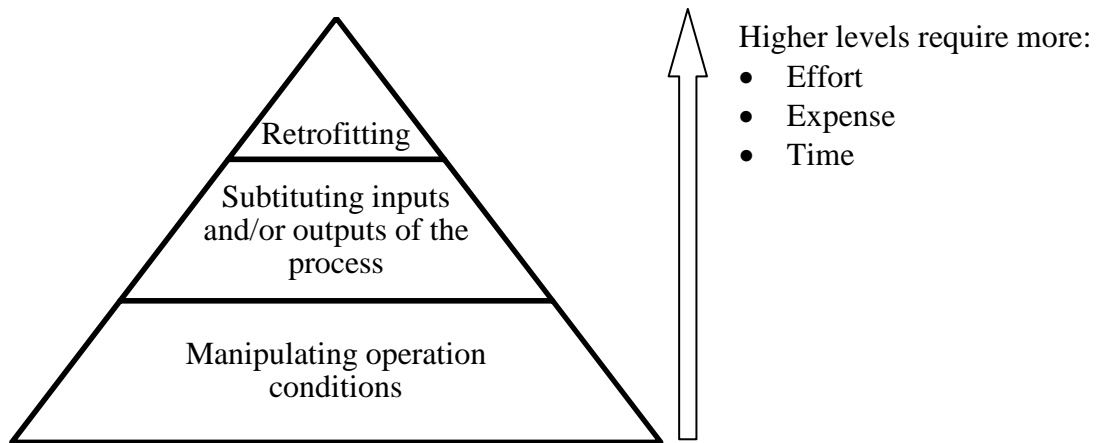 Retrofitting
Subtituting inputs
and/or outputs of the
process
Manipulating operation
conditions
Higher levels require more:
• Effort
• Expense
• Time